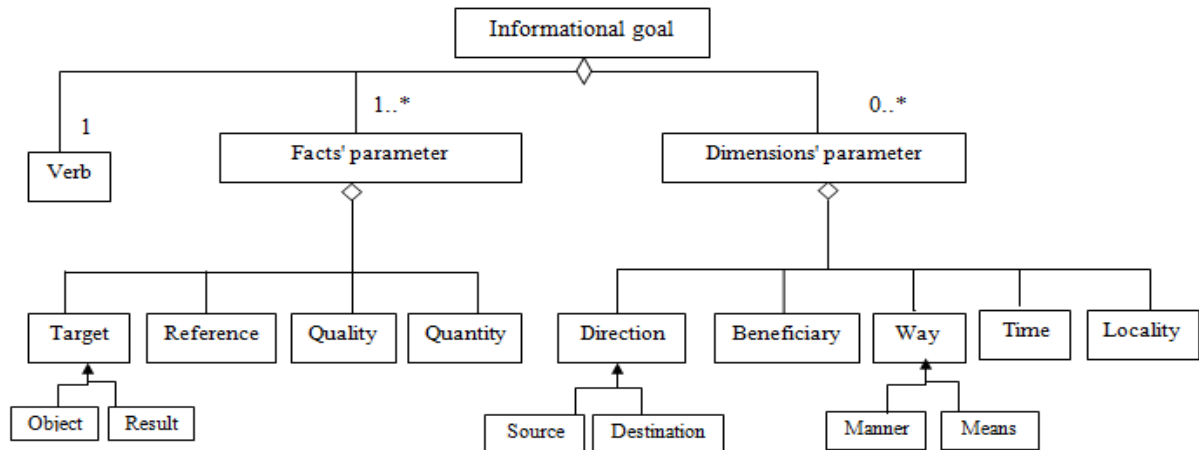 Informational goal
1
1..*
0..*
Verb
Facts' parameter
Dimensions' parameter
Target
Reference
Quality
Quantity
Direction
Beneficiary
Way
Time
Locality
Object
Result
Source
Destination
Manner
Means